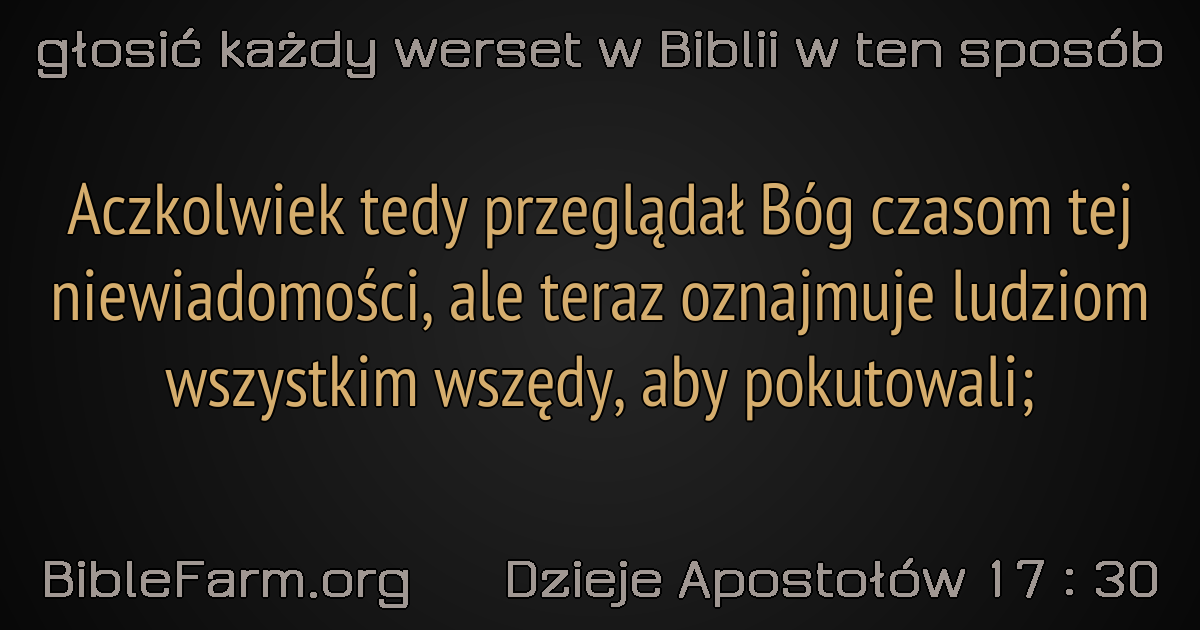 głosić każdy werset w Biblii w ten sposób
Aczkolwiek tedy przeglądał Bóg czasom tej
niewiadomości, ale teraz oznajmuje ludziom
wszystkim wszędy, aby pokutowali;
BibleFarm.org Dzieje Apostołów 17 : 30